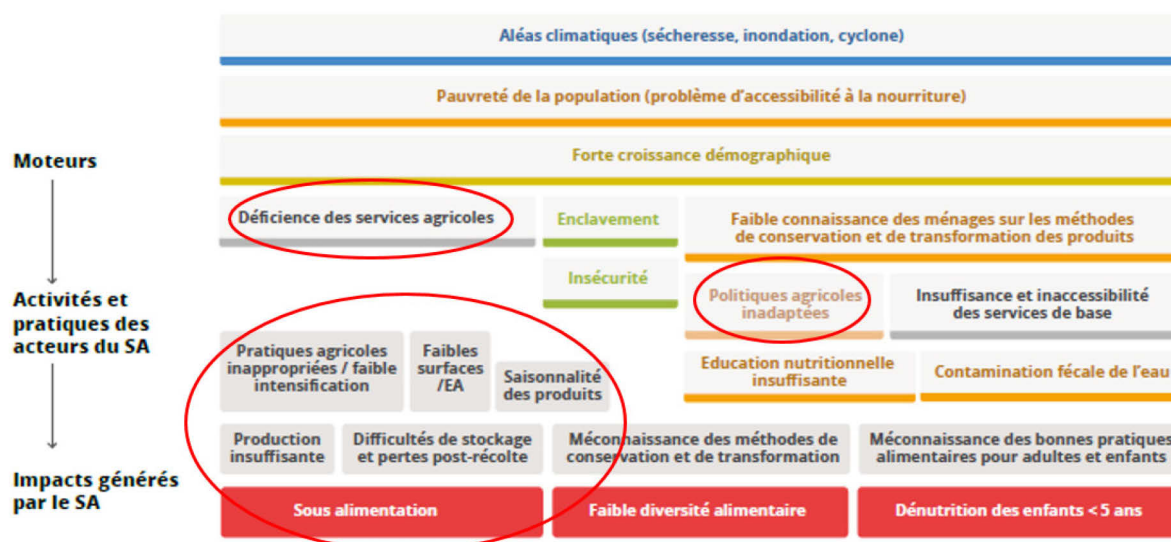 Aléas climatiques (sécheresse, inondation, cyclone)
Pauvreté de la population (problème d'accessibilité à la nourriture)
Moteurs
Forte croissance démographique
Déficience des services agricoles
Enclavement
Faible connaissance des ménages sur les méthodes
de conservation et de transformation des produits
Insécurité
Activités et
pratiques des
acteurs du SA
Politiques agricoles
inadaptées
Insuffisance et inaccessibilité
des services de base
Pratiques agricoles
inappropriées / faible
intensification
Faibles
surfaces
/EA
Saisonnalité
des produits
Education nutritionnelle
insuffisante
Contamination fécale de l'eau
Production
insuffisante
Difficultés de stockage
et pertes post-récolte
Méconnaissance des méthodes de
conservation et de transformation
Méconnaissance des bonnes pratiques
alimentaires pour adultes et enfants
Impacts générés
par le SA
Sous alimentation
Faible diversité alimentaire
Dénutrition des enfants < 5 ans